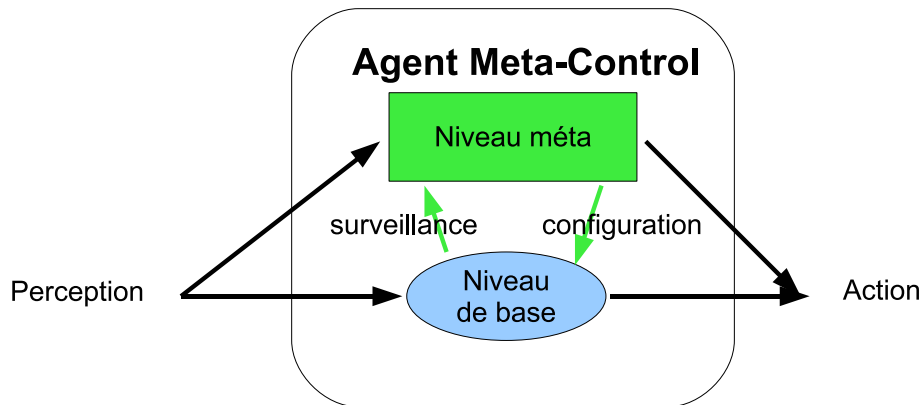 Agent Meta-Control
Niveau méta
surveillance
configuration
Perception
Niveau
de base
Action